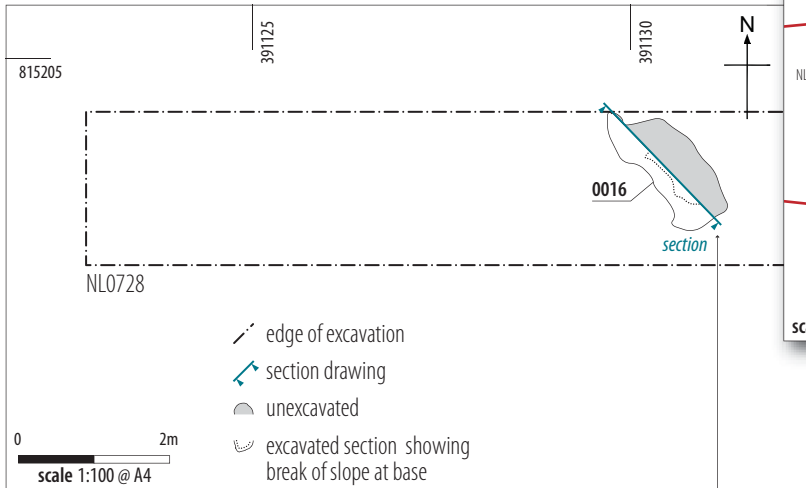 391125
391130
N
815205
NL
0016
section
NL0728
edge of excavation
section drawing
unexcavated
excavated section showing
break of slope at base
0 2m
scale 1:100 @ A4